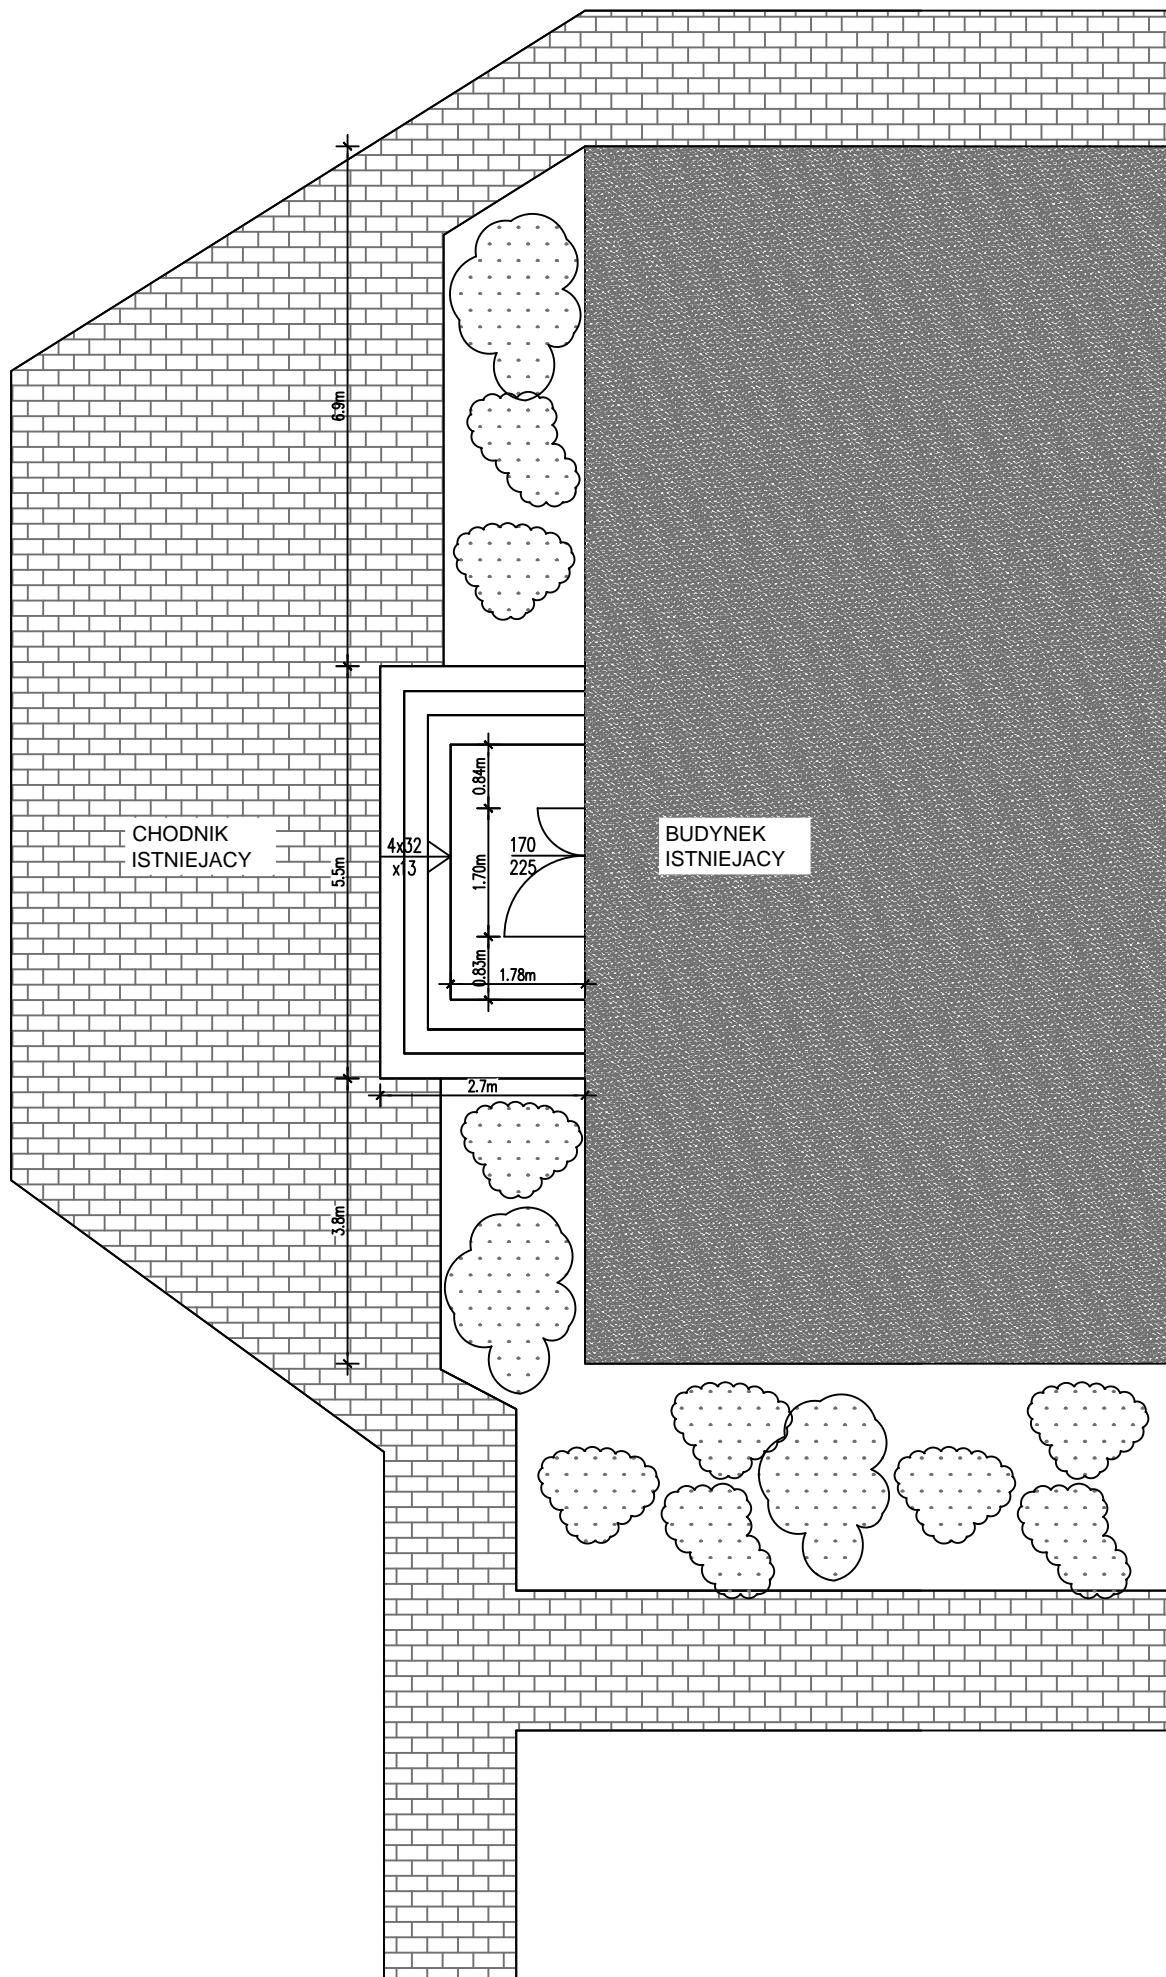 6.9m
0.84m
CHODNIK
ISTNIEJACY
5.5m
4x32
x13
1.70m
170
225
BUDYNEK
ISTNIEJACY
0.83m
1.78m
2.7m
3.8m